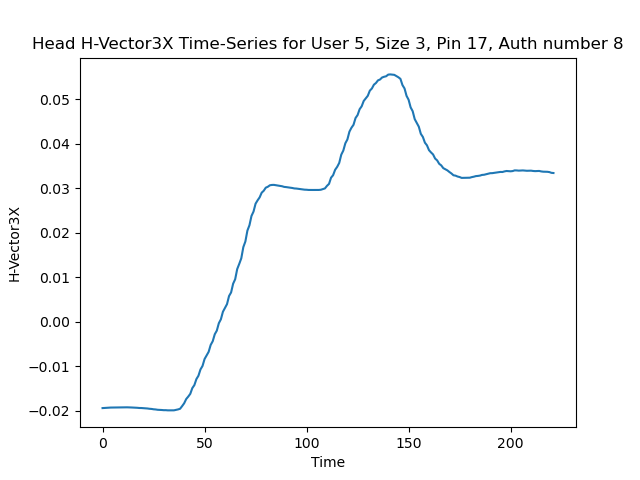 Head H-Vector3X Time-Series for User 5, Size 3, Pin 17, Auth number 8
0.05
0.04
0.03
0.02
0.01
0.00
−0.01
−0.02
H-Vector3X
0 50 100 150 200
Time